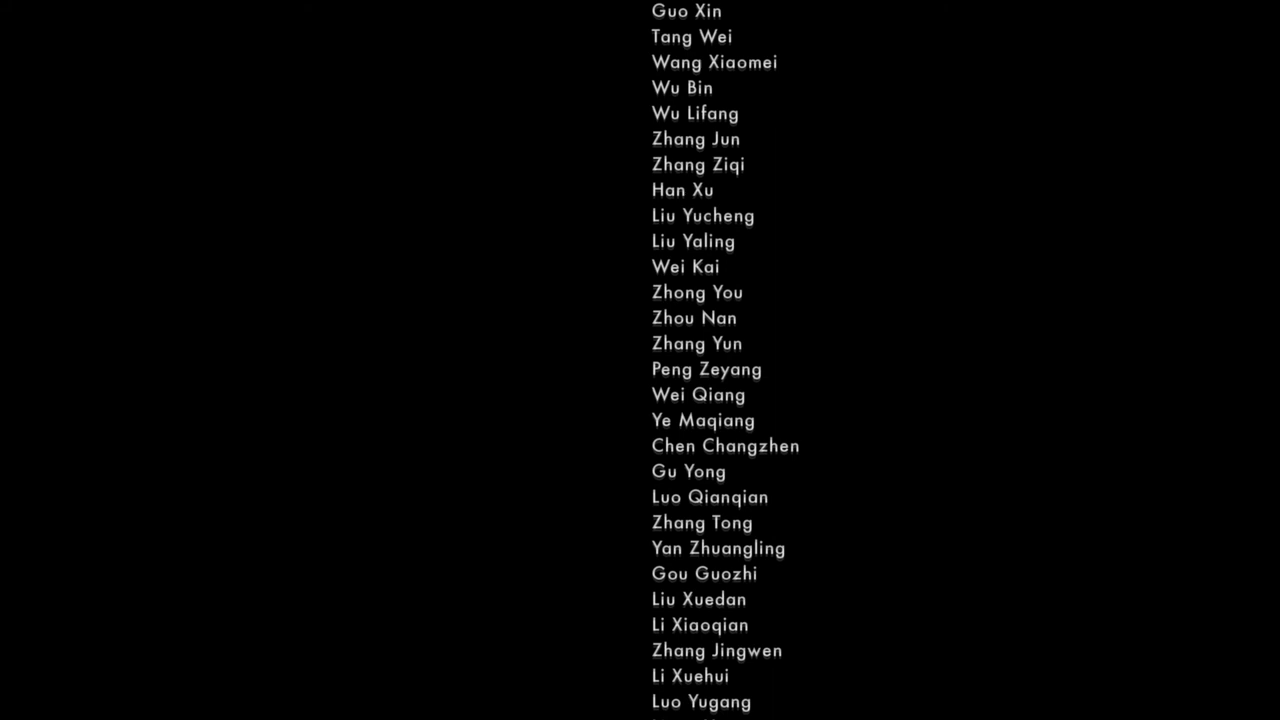 Guo Xin
Tang Wei
Wang Xiaomei
Wu Bin
Wu Lifang
Zhang Jun
Zhang Ziqi
Han Xu
Liu Yucheng
Liu Yaling
Wei Kai
Zhong You
Zhou Nan
Zhang Yun
Peng Zeyang
Wei Qiang
Ye Maqiang
Chen Changzhen
Gu Yong
Luo Qianqian
Zhang Tong
Yan Zhuangling
Gou Guozhi
Liu Xuedan
Li Xiaoqian
Zhang Jingwen
Li Xuehui
Luo Yugang